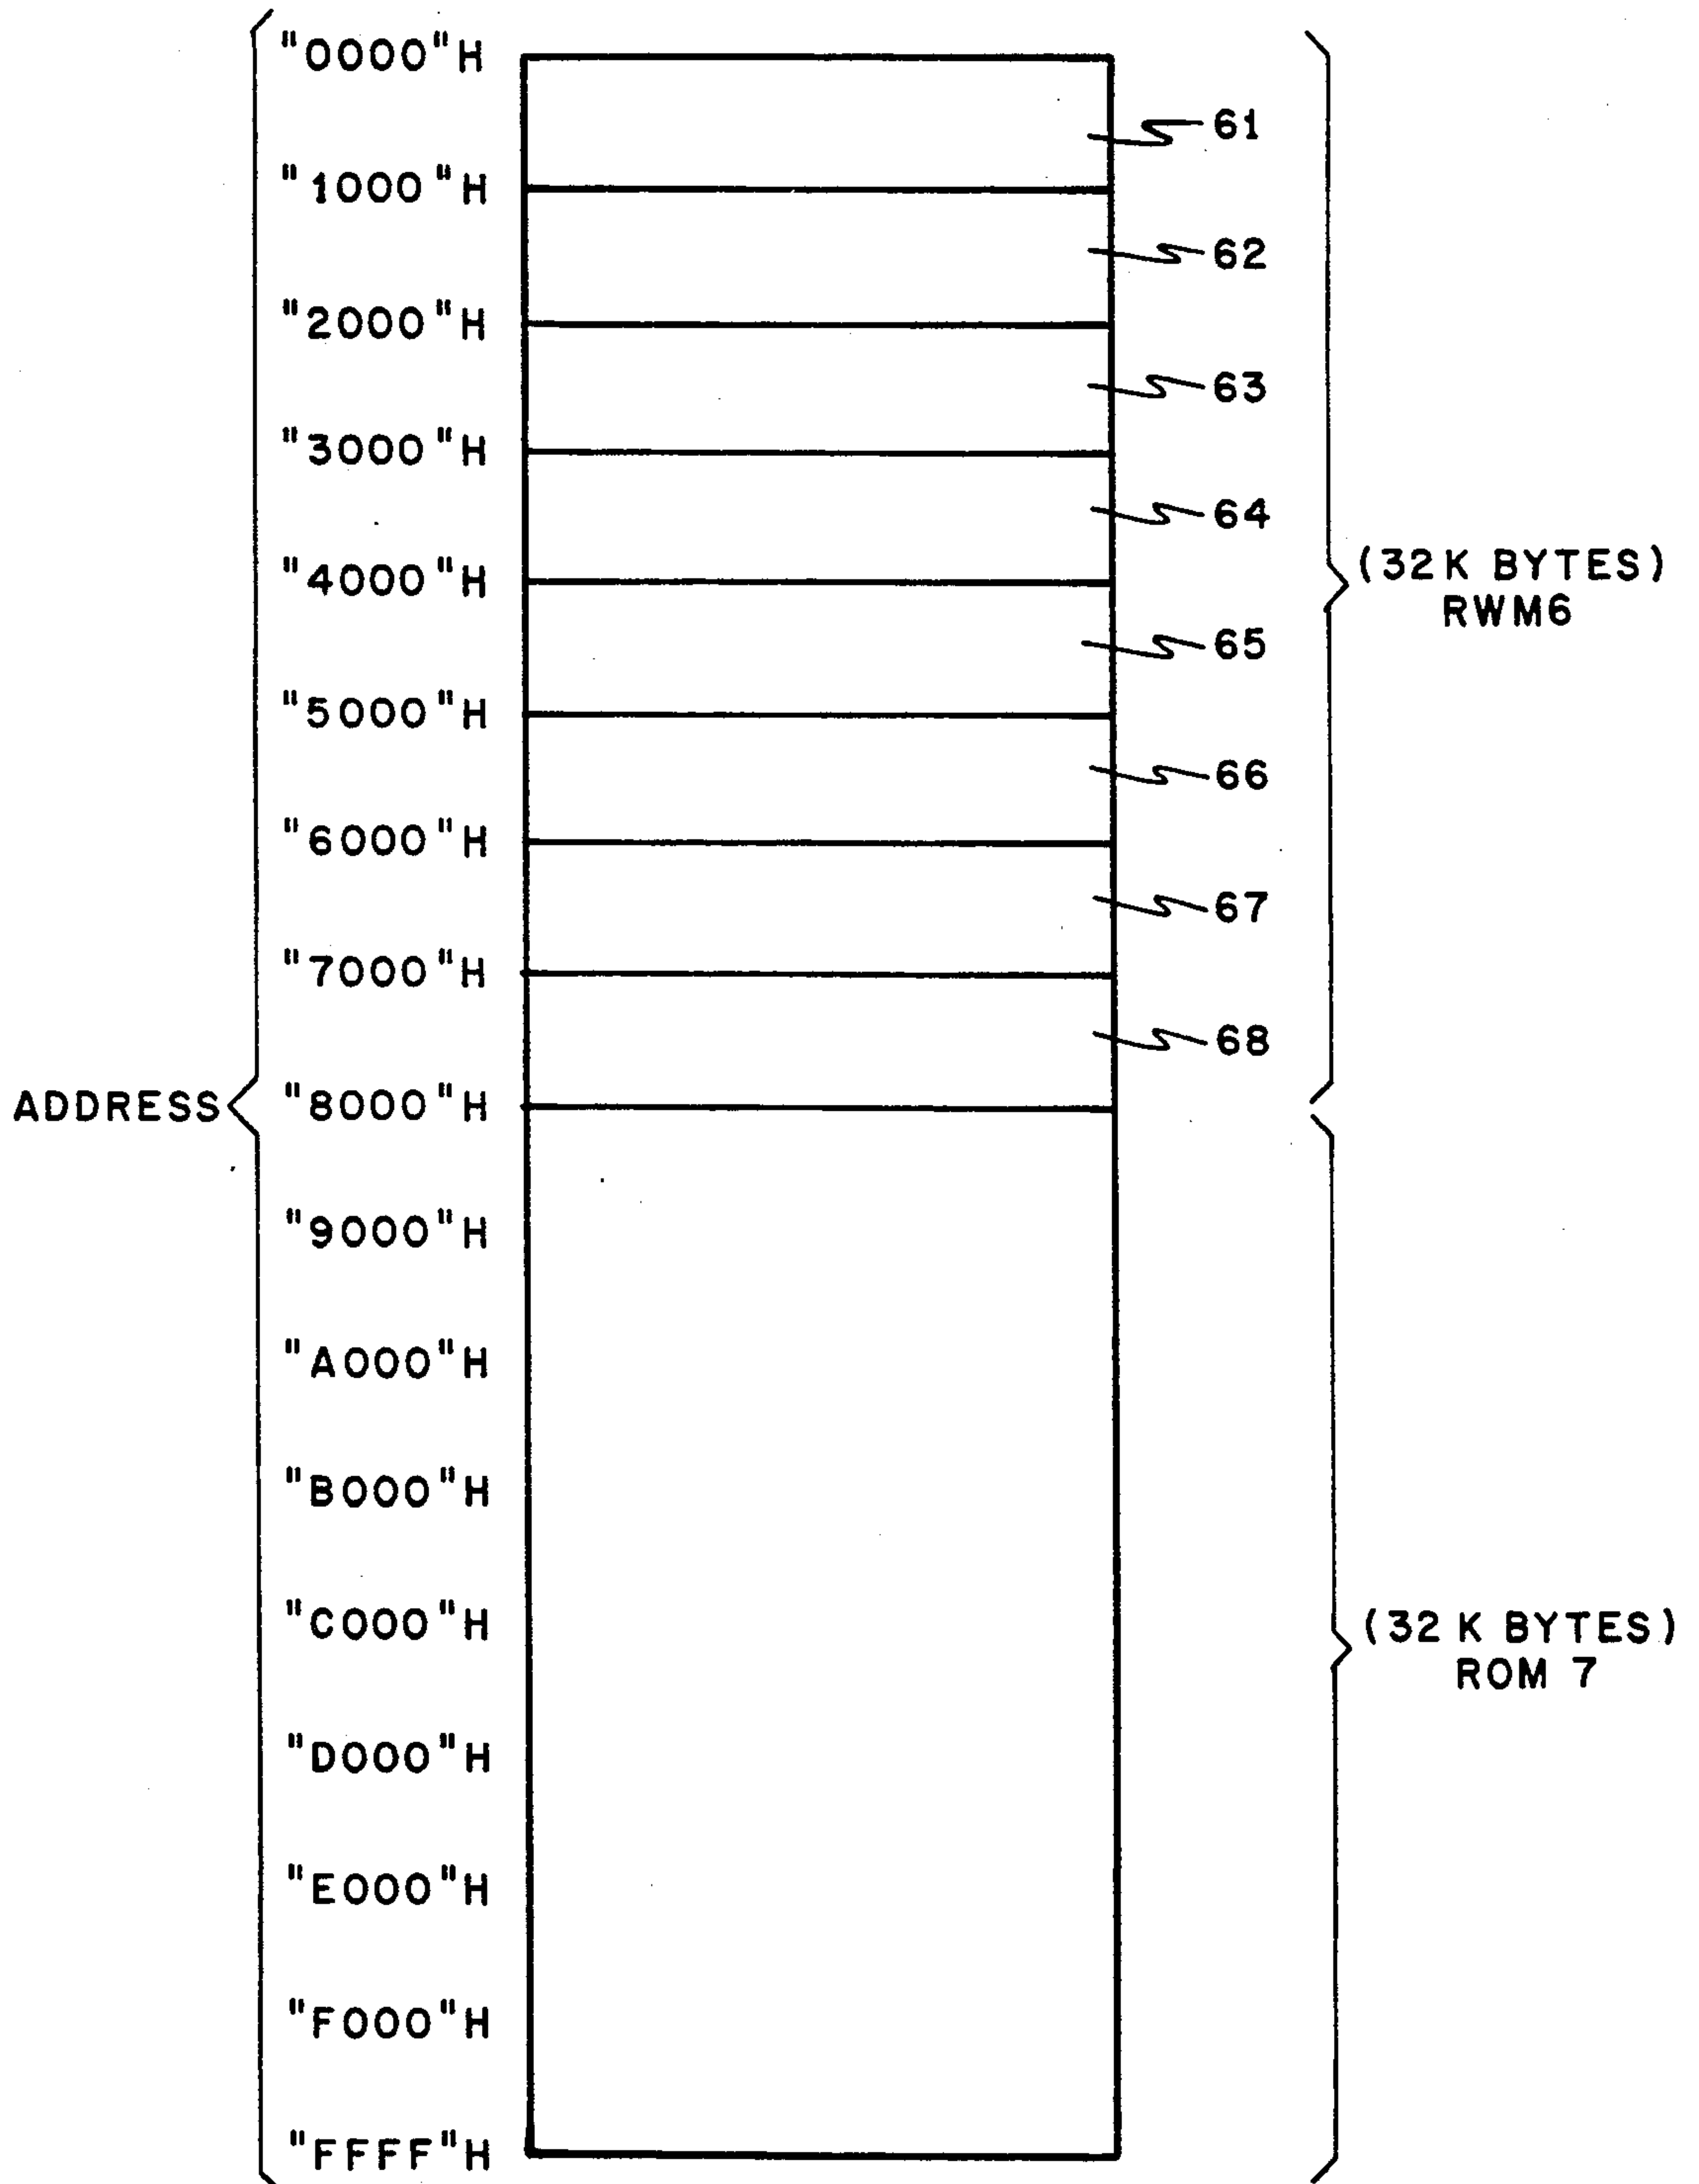 "0000"H
61
"1000"H
62
"2000"H
63
"3000"H
64
"4000"H
(32K BYTES)
RWM6
65
"5000"H
66
"6000"H
67
"7000"H
68
ADDRESS
"8000"H
"9000"H
"A000"H
"B000"H
"C000"H
(32 K BYTES)
ROM 7
"D000"H
"E000"H
"F000"H
"FFFF"H